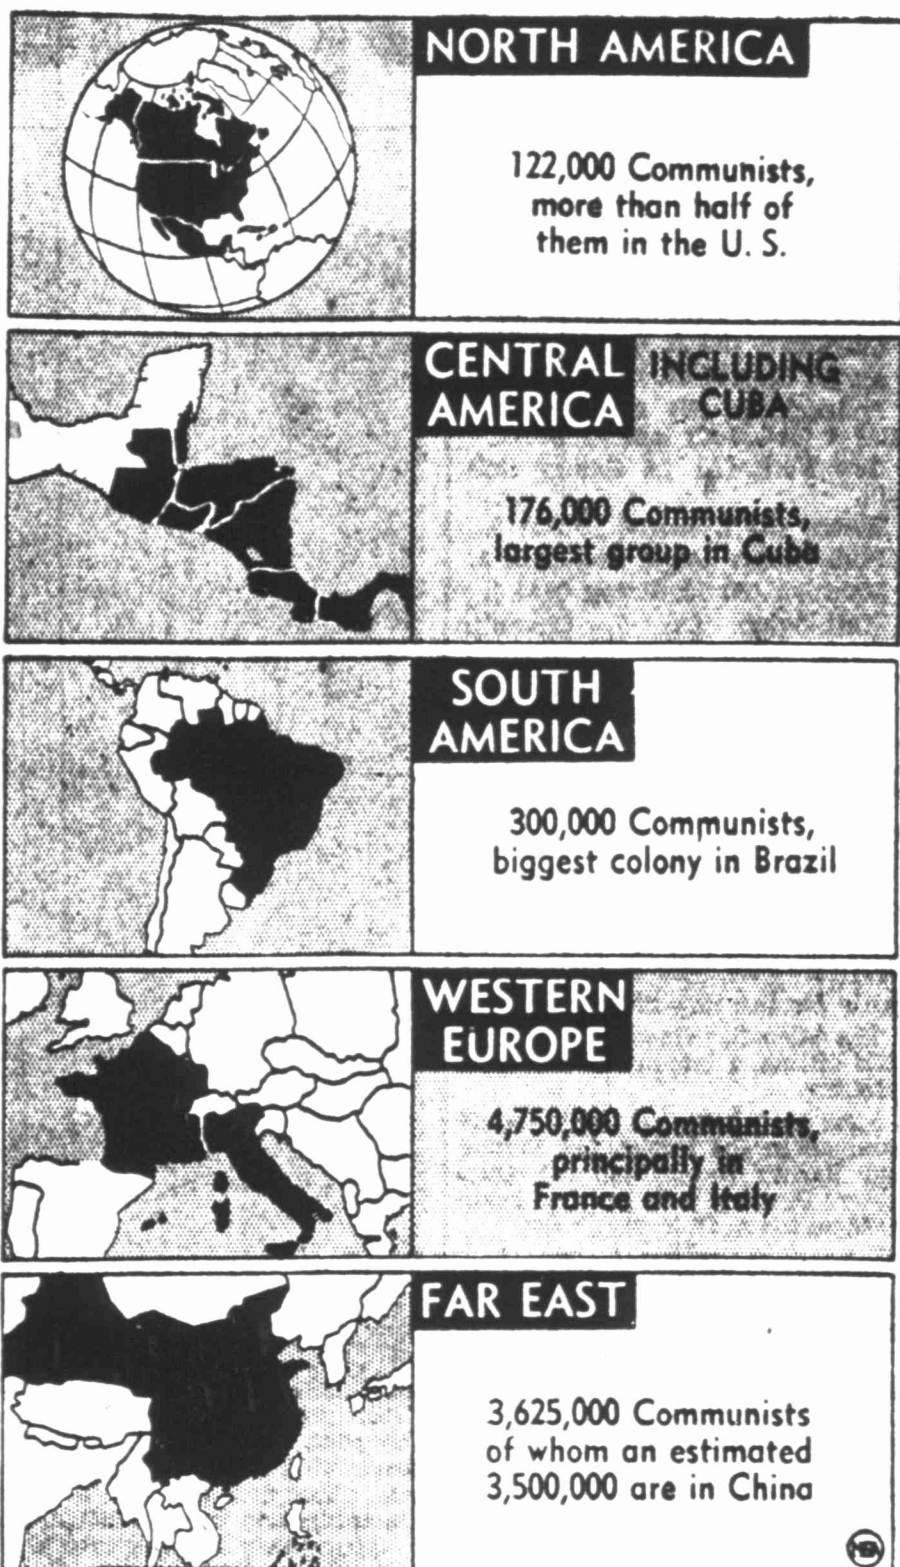 NORTH AMERICA
122,000 Communists,
more than half of
them in the U. S.
CENTRAL
AMERICA
INCLUDING
CUBA
176,000 Communists,
largest group in Cuba
SOUTH
AMERICA
300,000 Communists,
biggest colony in Brazil
WESTERN
EUROPE
4,750,000 Communists,
principally in
France and Italy
FAR EAST
3,625,000 Communists
of whom an estimated
3,500,000 are in China
NEA